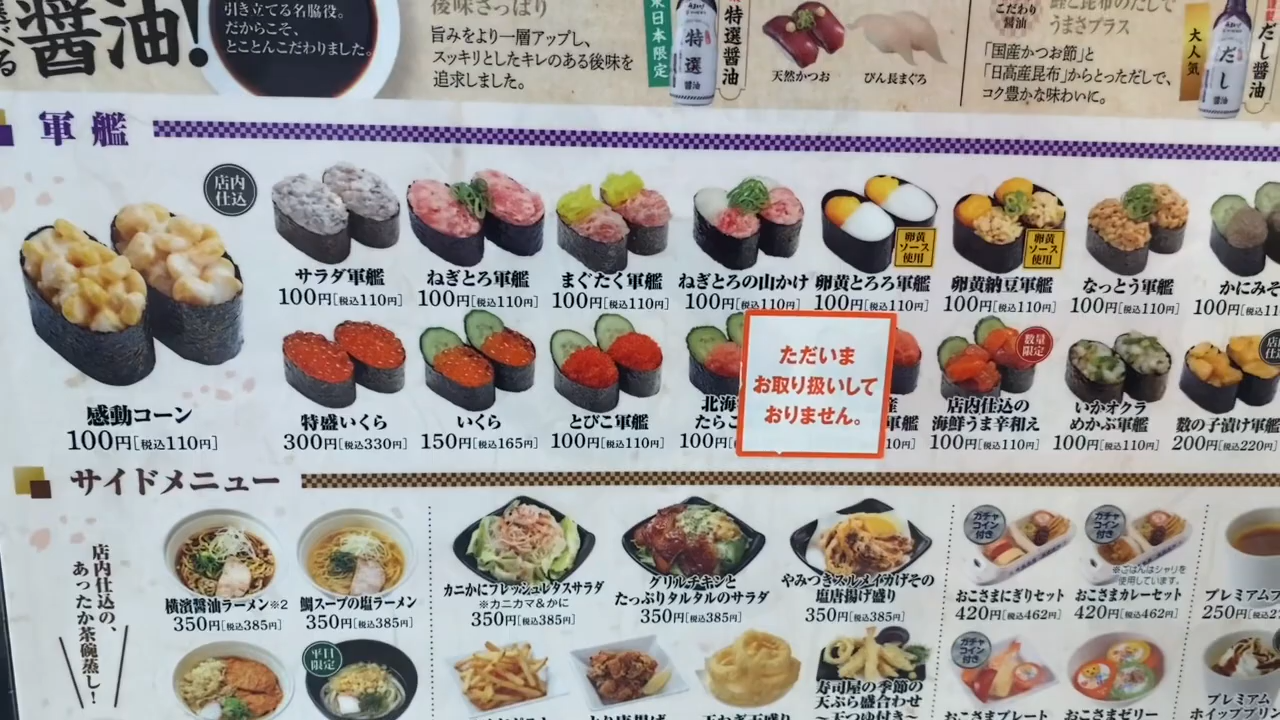 醤油!
引き立てる名脇役。
だからこそ、
とことんこだわりました。
後味さっぱり
旨みをより一層アップし、
スッキリとしたキレのある後味を
追求しました。
東日本限定
特選
醤油
特選醤油
天然かつお
びん長まぐろ
こだわり
醤油
うまさプラス
「国産かつお節」と
「日高産昆布」からとっただしで、
コク豊かな味わいに。
大人気
だし
醤油
だし醤油
軍艦
店内
仕込
感動コーン
100円[税込110円]
サラダ軍艦
100円[税込110円]
ねぎとろ軍艦
100円[税込110円]
まぐたく軍艦
100円[税込110円]
ねぎとろの山かけ
100円[税込110円]
卵黄
ソース
使用
卵黄とろろ軍艦
100円[税込110円]
卵黄
ソース
使用
卵黄納豆軍艦
100円[税込110円]
なっとう軍艦
100円[税込110円]
かにみそ
100円[税込11
特盛いくら
300円[税込330円]
いくら
150円[税込165円]
とびこ軍艦
100円[税込110円]
北海
たらこ
100円
ただいま
お取り扱いして
おりません。
軍艦
10円]
数量
限定
店内仕込の
海鮮うま辛和え
100円[税込110円]
いかオクラ
めかぶ軍艦
100円[税込110円]
数の子漬け軍艦
200円[税込220円]
サイドメニュー
店内仕込の、
あったか茶碗蒸し!
横濱醤油ラーメン※2
350円[税込385円]
鯛スープの塩ラーメン
350円[税込385円]
平日
限定
カニかにフレッシュレタスサラダ
※カニカマ&かに
350円[税込385円]
グリルチキンと
たっぷりタルタルのサラダ
350円[税込385円]
やみつきスルメイカげその
塩唐揚げ盛り
350円[税込385円]
寿司屋の季節の
天ぷら盛合わせ
~天つゆ付き~
ガチャ
コイン
付き
おこさまにぎりセット
420円[税込462円]
ガチャ
コイン
付き
※ごはんはシャリを
使用しています。
おこさまカレーセット
420円[税込462円]
ガチャ
コイン
付き
おこさまプレート
おこさまゼリー
プレミアム
250円[税2
プレミアム
ホイッププリン